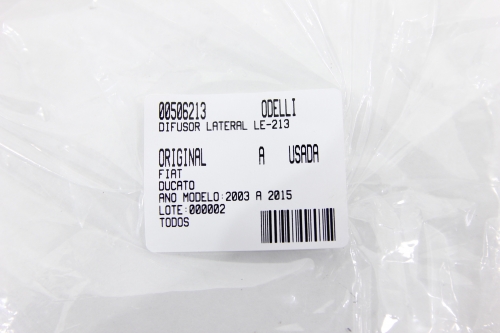 00506213 ODELLI
DIFUSOR LATERAL LE-213
ORIGINAL A USADA
FIAT
DUCATO
ANO MODELO:2003 A 2015
LOTE:000002
TODOS